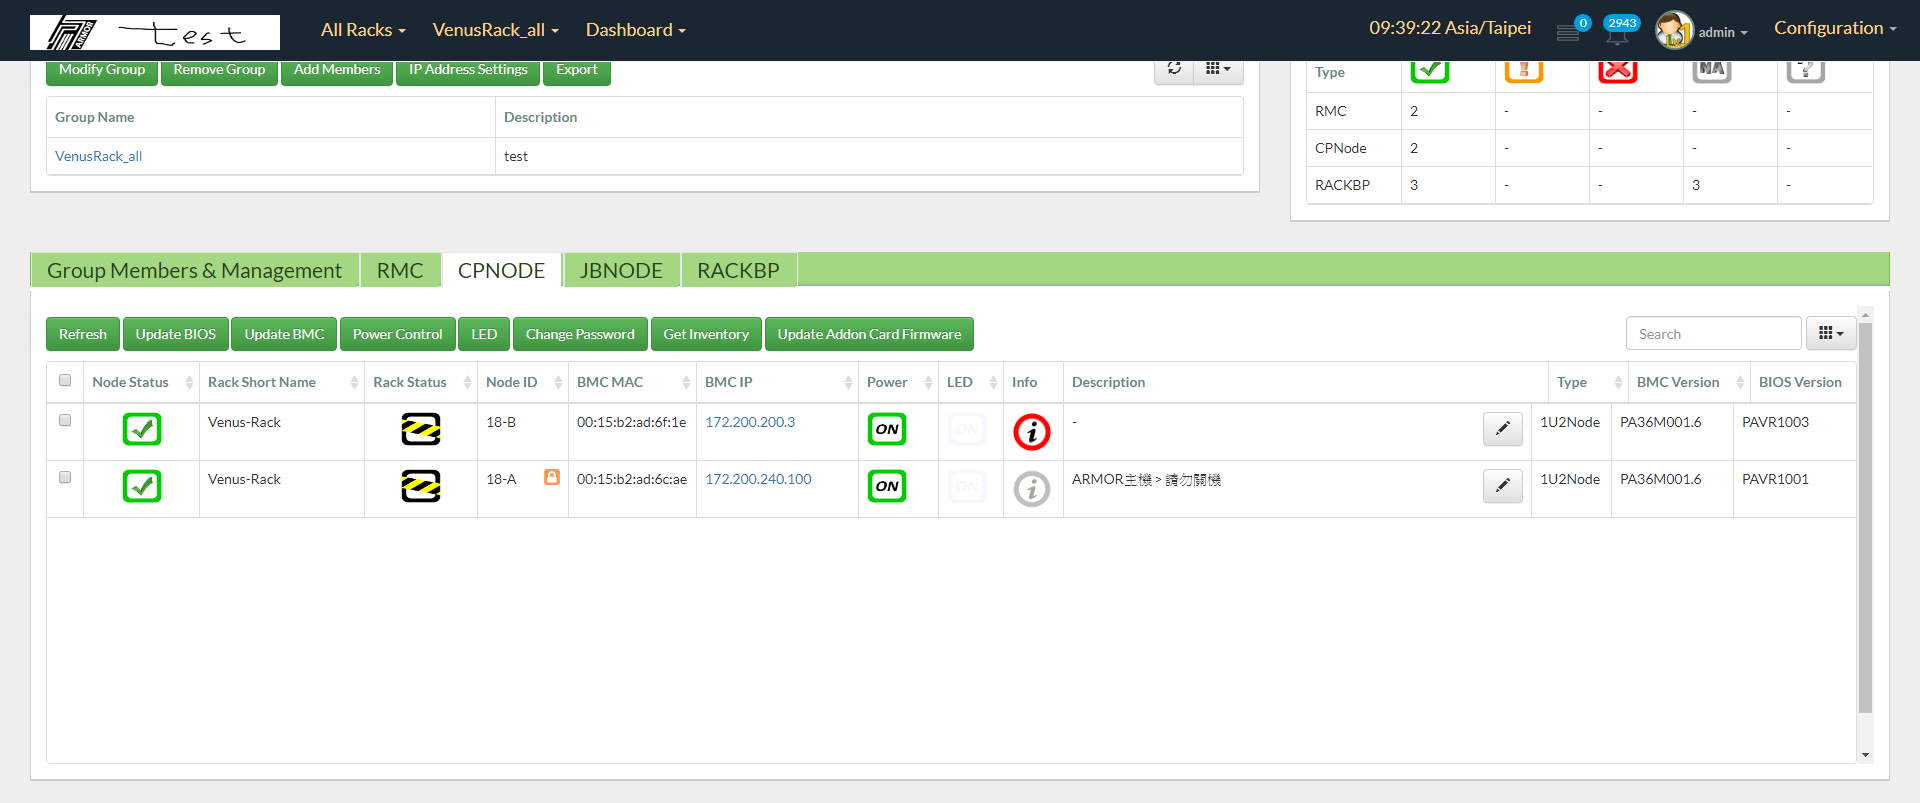 ARMOR test All Racks VenusRack_all Dashboard 09:39:22 Asia/Taipei 0 2943 admin Configuration
Modify Group Remove Group Add Members IP Address Settings Export
Group Name Description
VenusRack_all test
Type NA ?
RMC 2 - - - -
CPNode 2 - - - -
RACKBP 3 - - 3 -
Group Members & Management RMC CPNODE JBNODE RACKBP
Refresh Update BIOS Update BMC Power Control LED Change Password Get Inventory Update Addon Card Firmware Search
Node Status Rack Short Name Rack Status Node ID BMC MAC BMC IP Power LED Info Description Type BMC Version BIOS Version
Venus-Rack 18-B 00:15:b2:ad:6f:1e 172.200.200.3 ON ON i - 1U2Node PA36M001.6 PAVR1003
Venus-Rack 18-A 00:15:b2:ad:6c:ae 172.200.240.100 ON ON i ARMOR主機 > 請勿關機 1U2Node PA36M001.6 PAVR1001